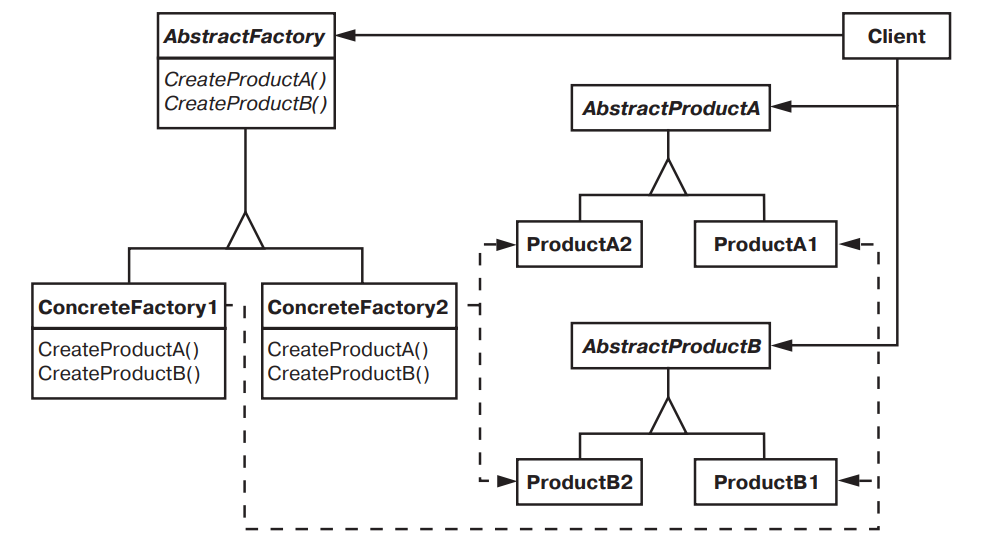 AbstractFactory
CreateProductA()
CreateProductB()
Client
AbstractProductA
ProductA2
ProductA1
ConcreteFactory1
CreateProductA()
CreateProductB()
ConcreteFactory2
CreateProductA()
CreateProductB()
AbstractProductB
ProductB2
ProductB1